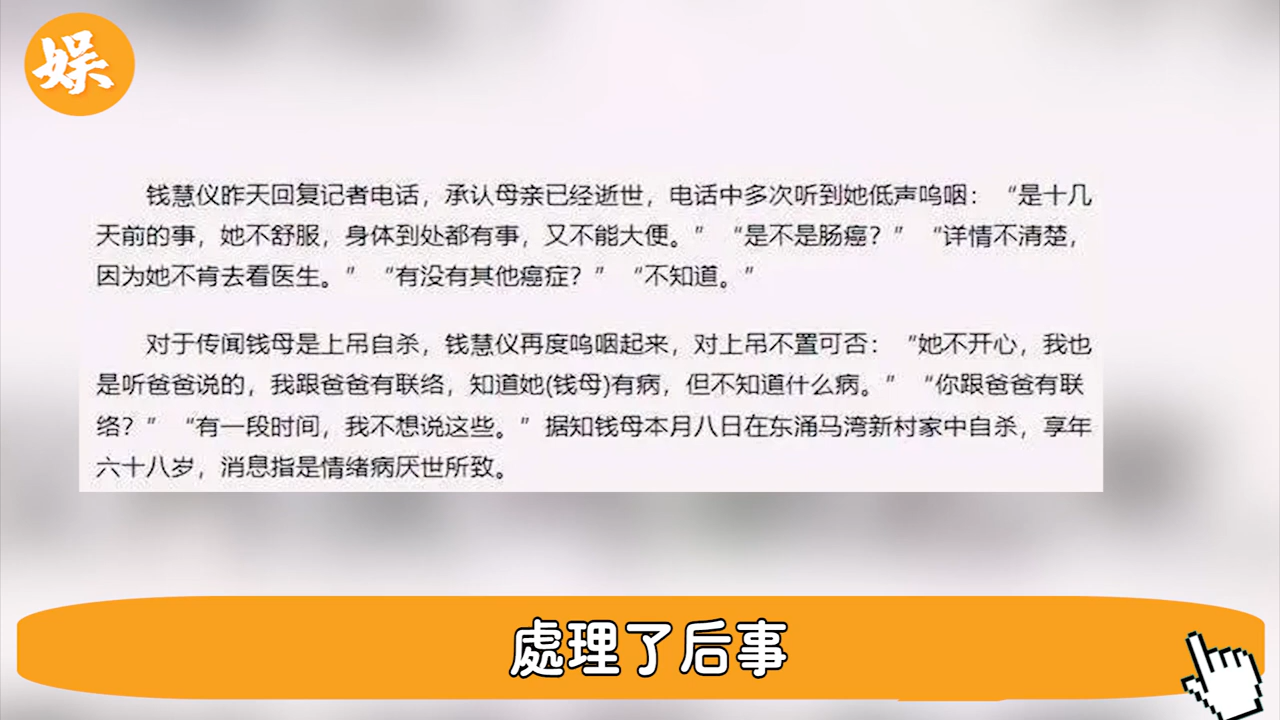 娱
钱慧仪昨天回复记者电话，承认母亲已经逝世，电话中多次听到她低声呜咽：“是十几
天前的事，她不舒服，身体到处都有事，又不能大便。”“是不是肠癌？”“详情不清楚，
因为她不肯去看医生。”“有没有其他癌症？”“不知道。”
对于传闻钱母是上吊自杀，钱慧仪再度呜咽起来，对上吊不置可否：“她不开心，我也
是听爸爸说的，我跟爸爸有联络，知道她(钱母)有病，但不知道什么病。”“你跟爸爸有联
络？”“有一段时间，我不想说这些。”据知钱母本月八日在东涌马湾新村家中自杀，享年
六十八岁，消息指是情绪病厌世所致。
處理了后事